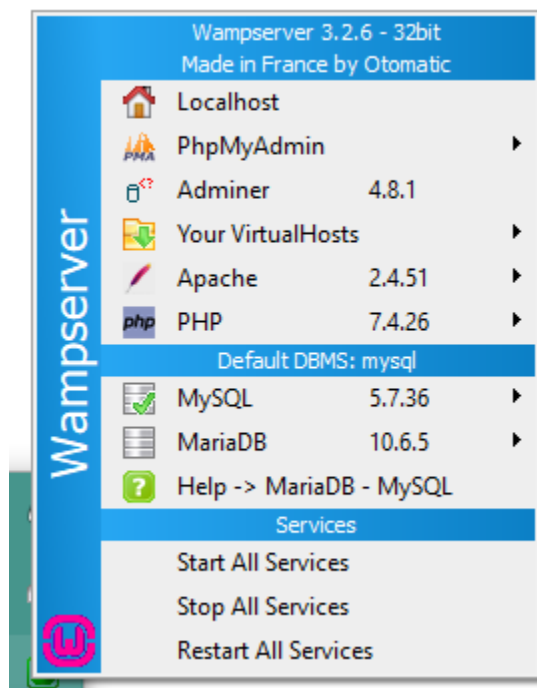 Wampserver 3.2.6 - 32bit
Made in France by Otomatic
Wampserver
Localhost
PMA PhpMyAdmin
Adminer 4.8.1
Your VirtualHosts
Apache 2.4.51
php PHP 7.4.26
Default DBMS: mysql
MySQL 5.7.36
MariaDB 10.6.5
? Help -> MariaDB - MySQL
Services
Start All Services
Stop All Services
Restart All Services
W